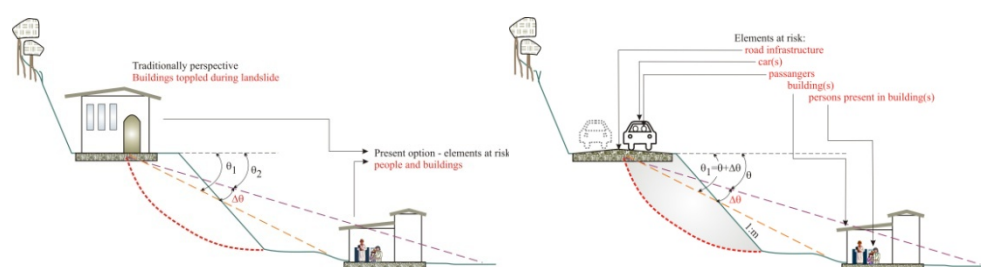 Traditionally perspective
Buildings toppled during landslide
Present option - elements at risk
people and buildings
θ1
θ2
Δθ
Elements at risk:
road infrastructure
car(s)
passangers
building(s)
persons present in building(s)
θ1=θ+Δθ
θ
Δθ
1:m